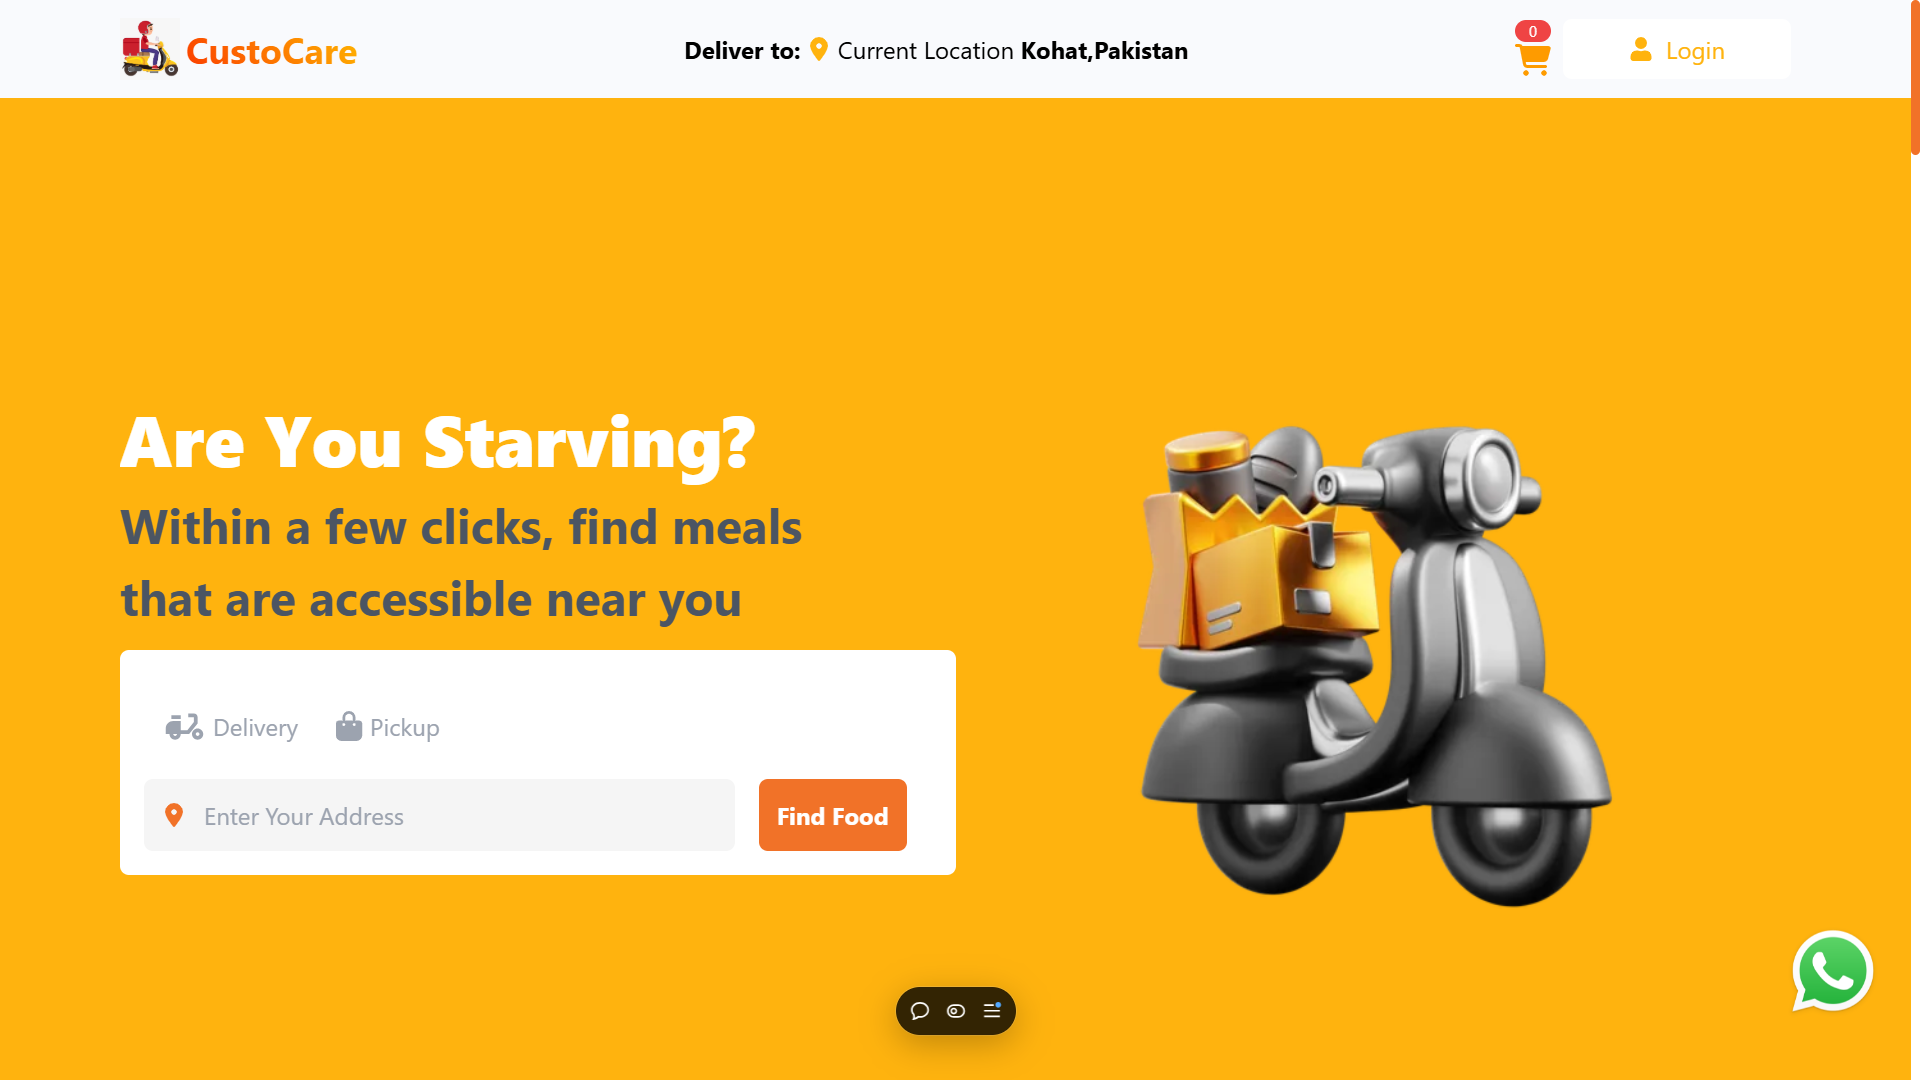 CustoCare
Deliver to: Current Location Kohat,Pakistan
0
Login
Are You Starving?
Within a few clicks, find meals
that are accessible near you
Delivery
Pickup
Enter Your Address
Find Food